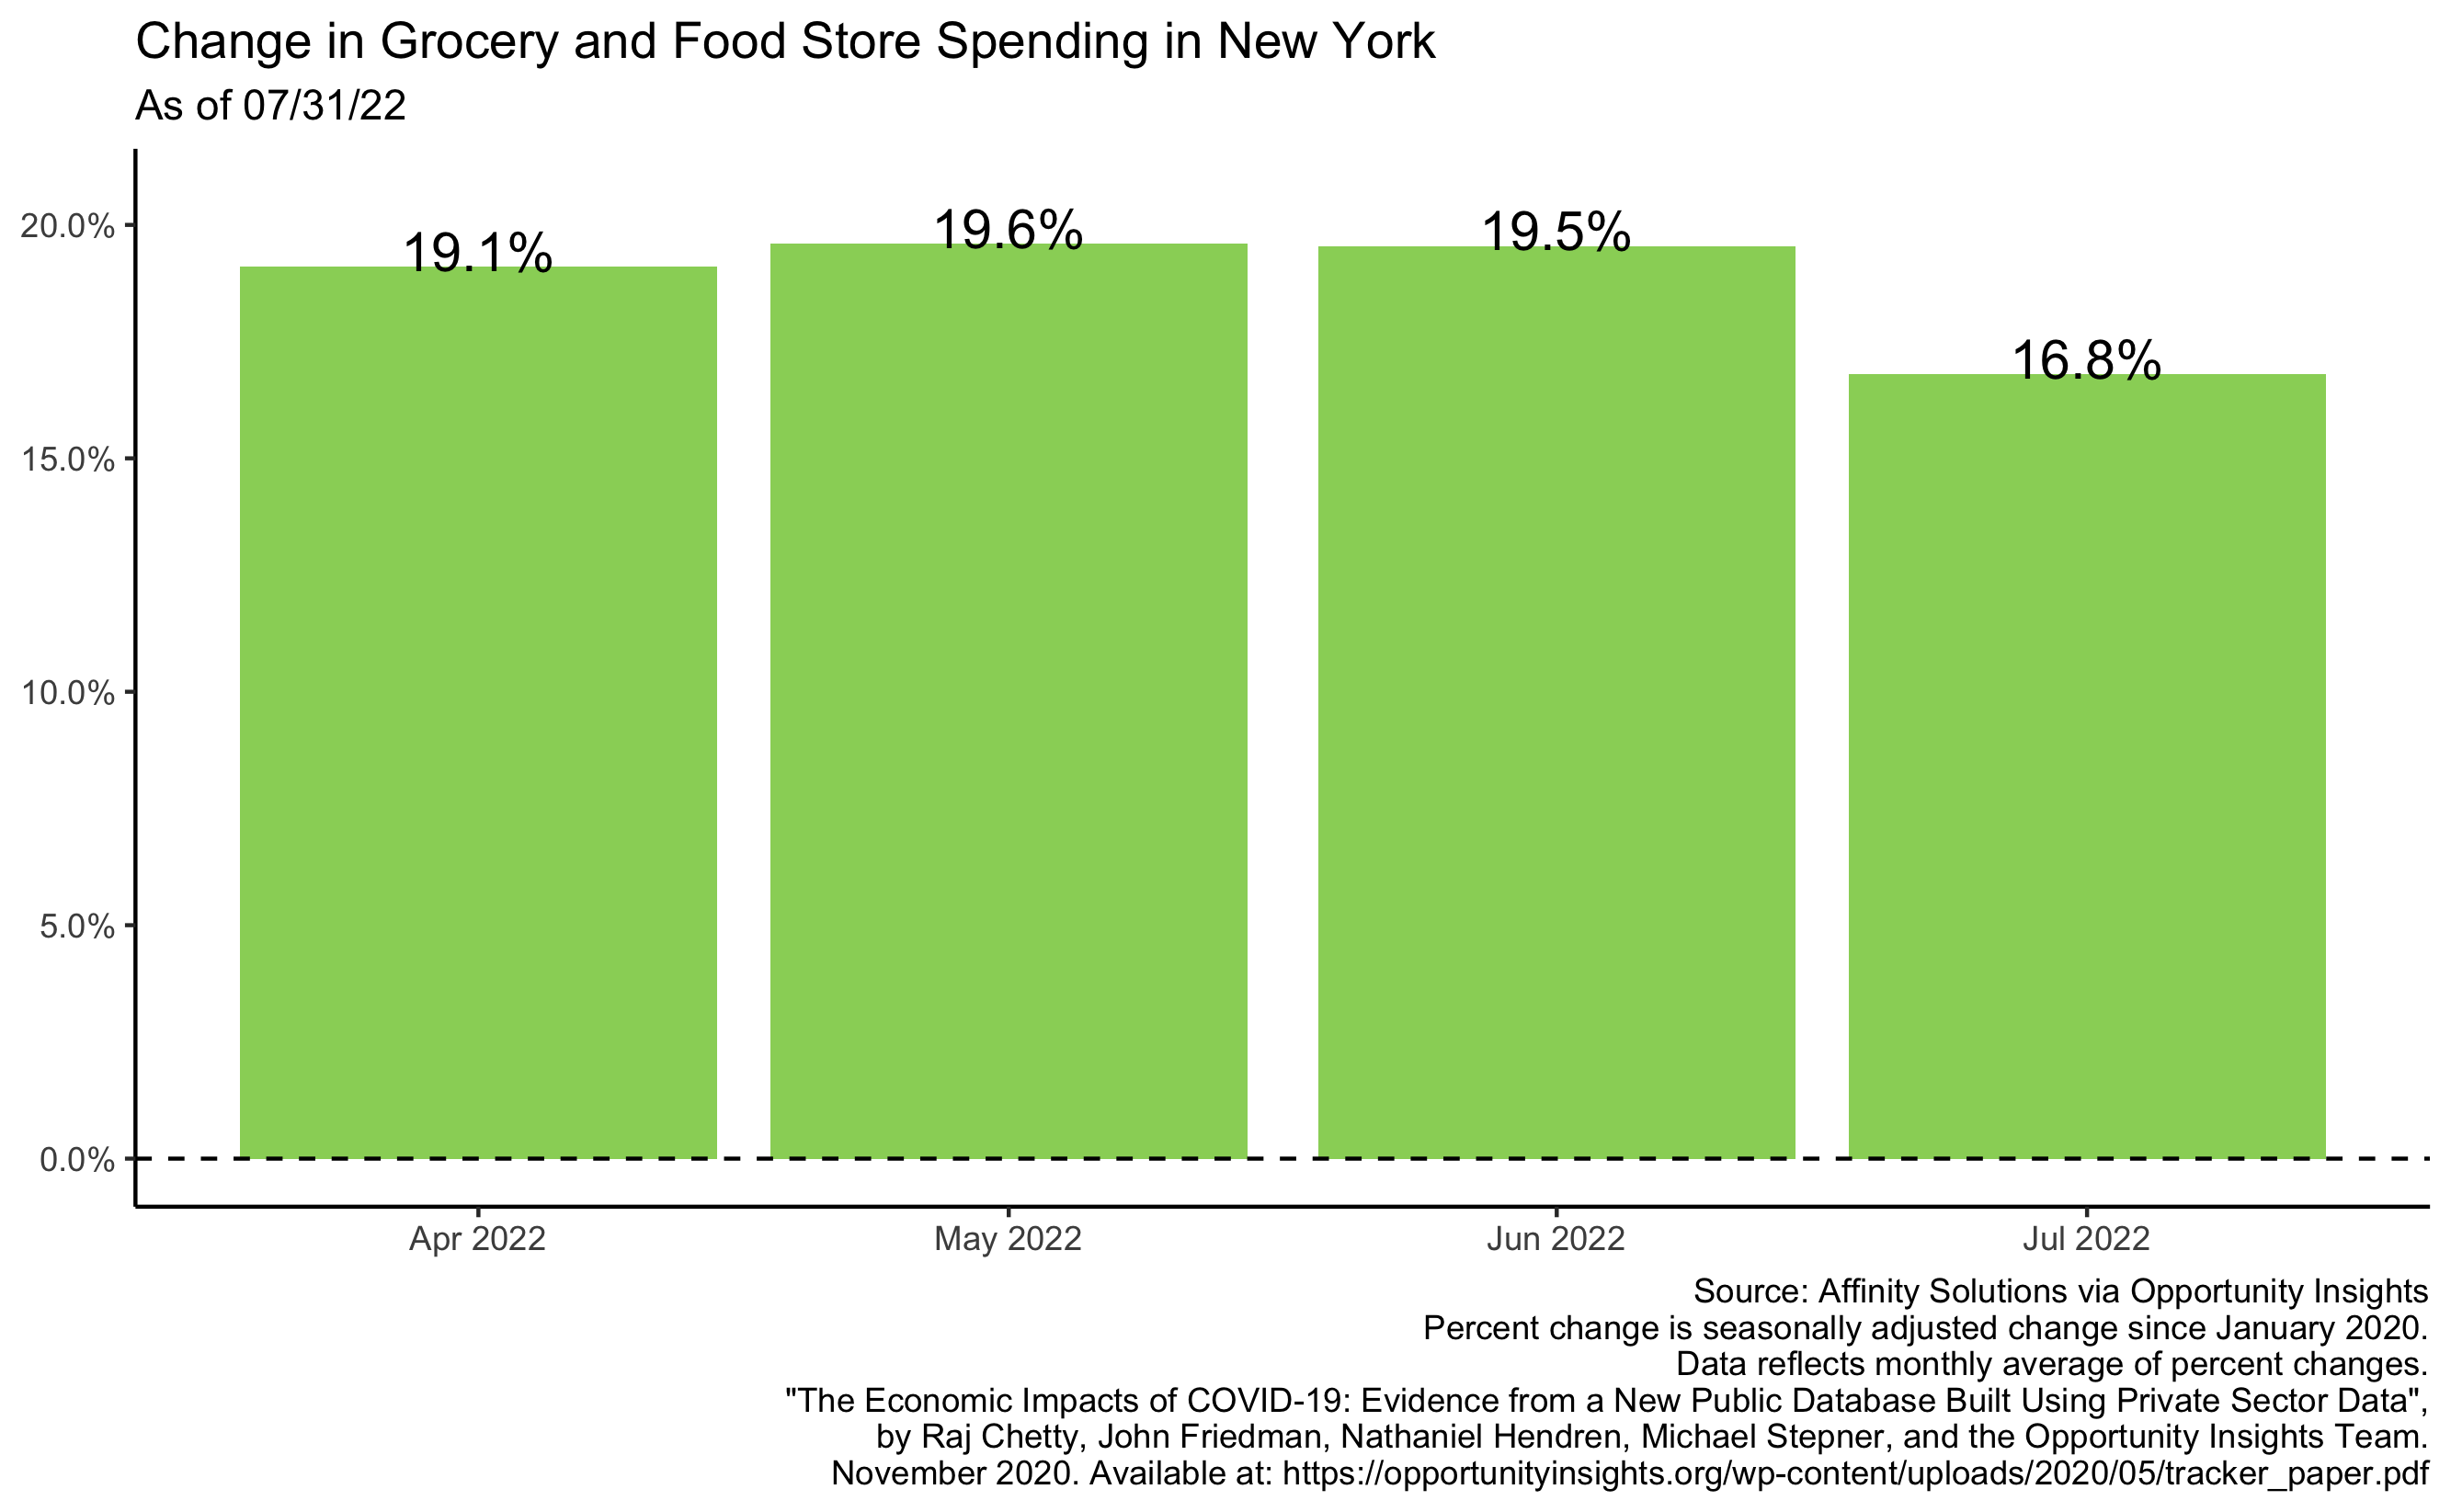 Change in Grocery and Food Store Spending in New York
As of 07/31/22
20.0%
15.0%
10.0%
5.0%
0.0%
19.1%
19.6%
19.5%
16.8%
Apr 2022
May 2022
Jun 2022
Jul 2022
Source: Affinity Solutions via Opportunity Insights
Percent change is seasonally adjusted change since January 2020.
Data reflects monthly average of percent changes.
"The Economic Impacts of COVID-19: Evidence from a New Public Database Built Using Private Sector Data",
by Raj Chetty, John Friedman, Nathaniel Hendren, Michael Stepner, and the Opportunity Insights Team.
November 2020. Available at: https://opportunityinsights.org/wp-content/uploads/2020/05/tracker_paper.pdf